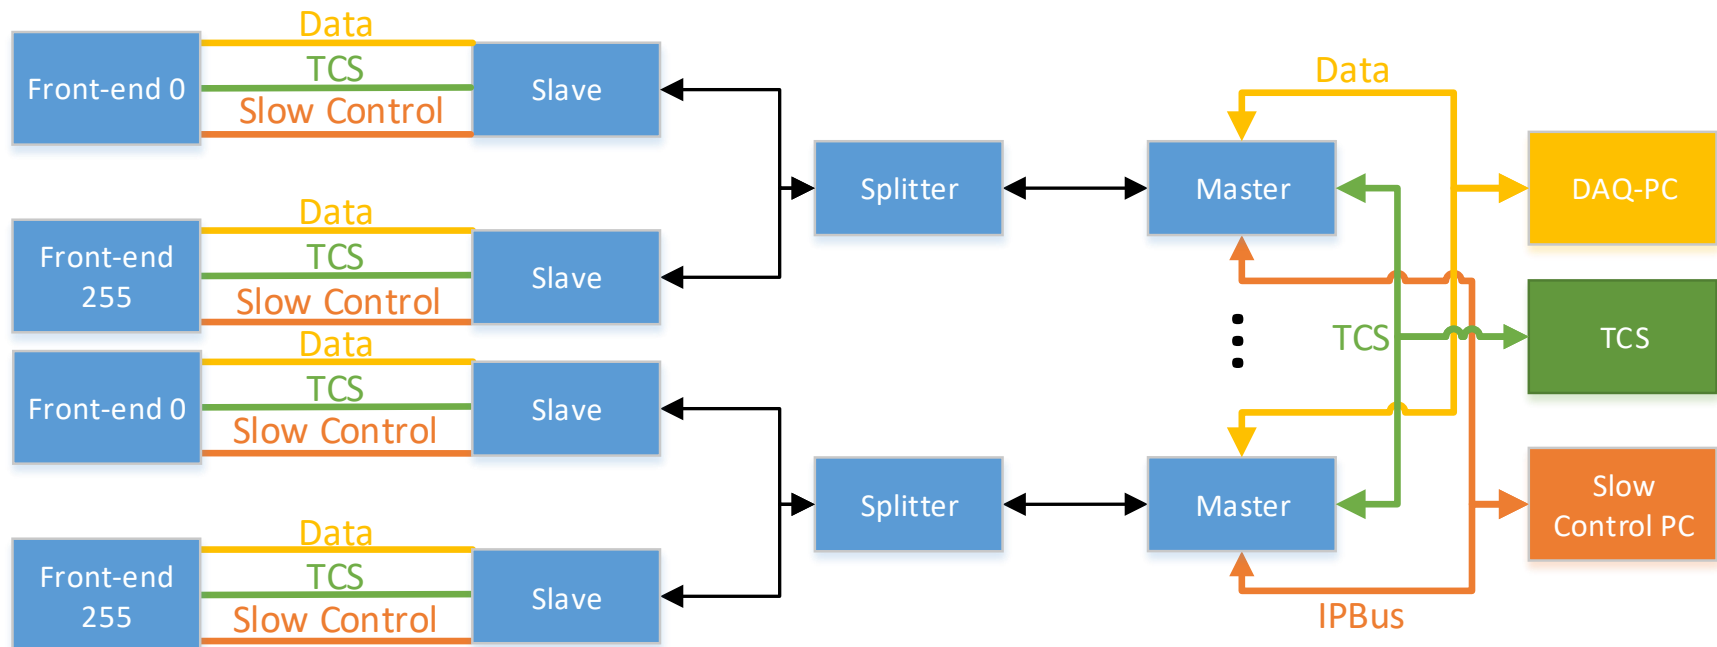 Data
TCS
Slow Control
Front-end 0
Slave
Data
TCS
Slow Control
Front-end
255
Slave
Data
TCS
Slow Control
Front-end 0
Slave
Data
TCS
Slow Control
Front-end
255
Slave
Splitter
Splitter
Master
Master
Data
TCS
IPBus
DAQ-PC
TCS
Slow
Control PC